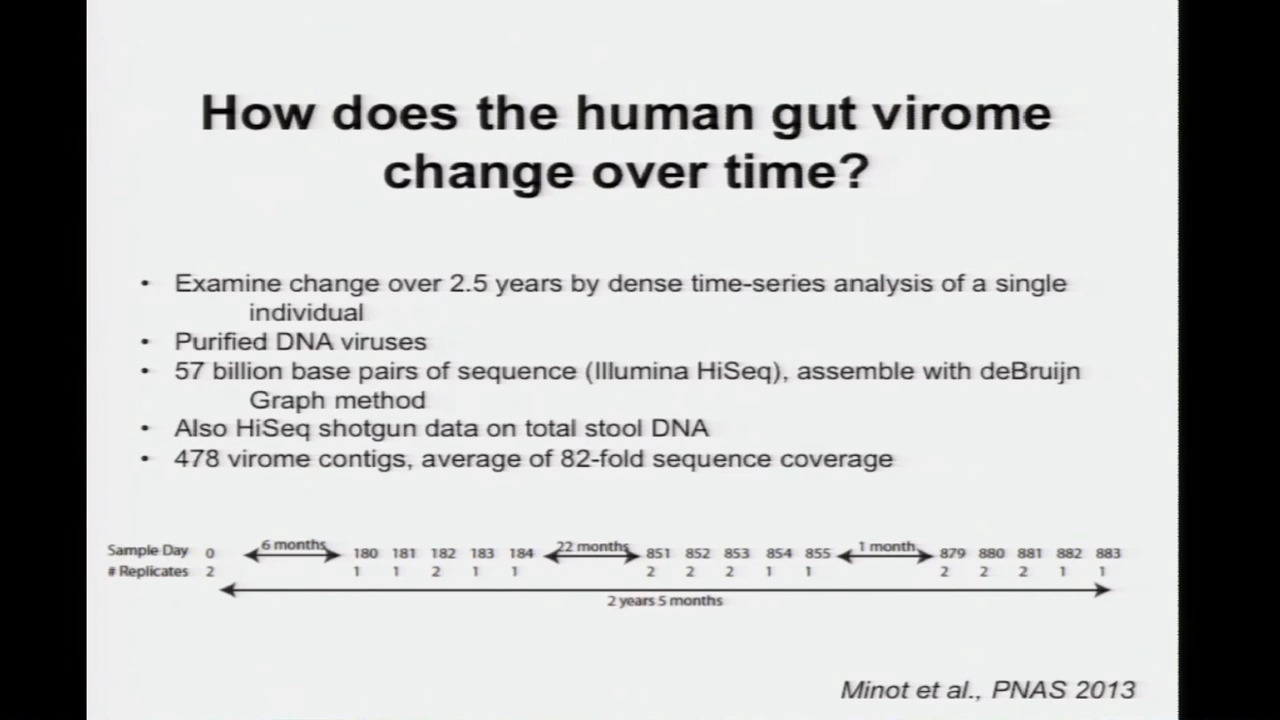 How does the human gut virome
change over time?
• Examine change over 2.5 years by dense time-series analysis of a single
individual
• Purified DNA viruses
• 57 billion base pairs of sequence (Illumina HiSeq), assemble with deBruijn
Graph method
• Also HiSeq shotgun data on total stool DNA
• 478 virome contigs, average of 82-fold sequence coverage
Sample Day 0 6 months 180 181 182 183 184 22 months 851 852 853 854 855 1 month 879 880 881 882 883
# Replicates 2 1 1 2 1 1 2 2 2 1 1 2 2 2 1 1
2 years 5 months
Minot et al., PNAS 2013